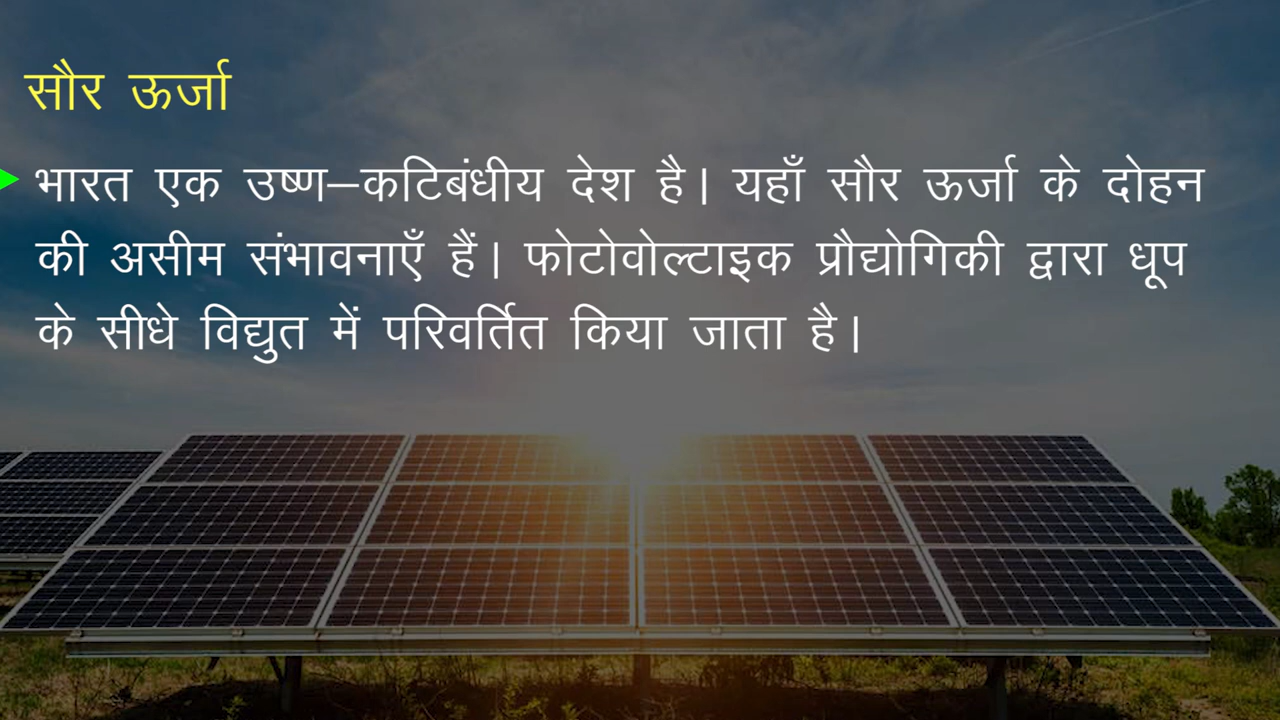 सौर ऊर्जा
भारत एक उष्ण–कटिबंधीय देश है। यहाँ सौर ऊर्जा के दोहन
की असीम संभावनाएँ हैं। फोटोवोल्टाइक प्रौद्योगिकी द्वारा धूप
के सीधे विद्युत में परिवर्तित किया जाता है।